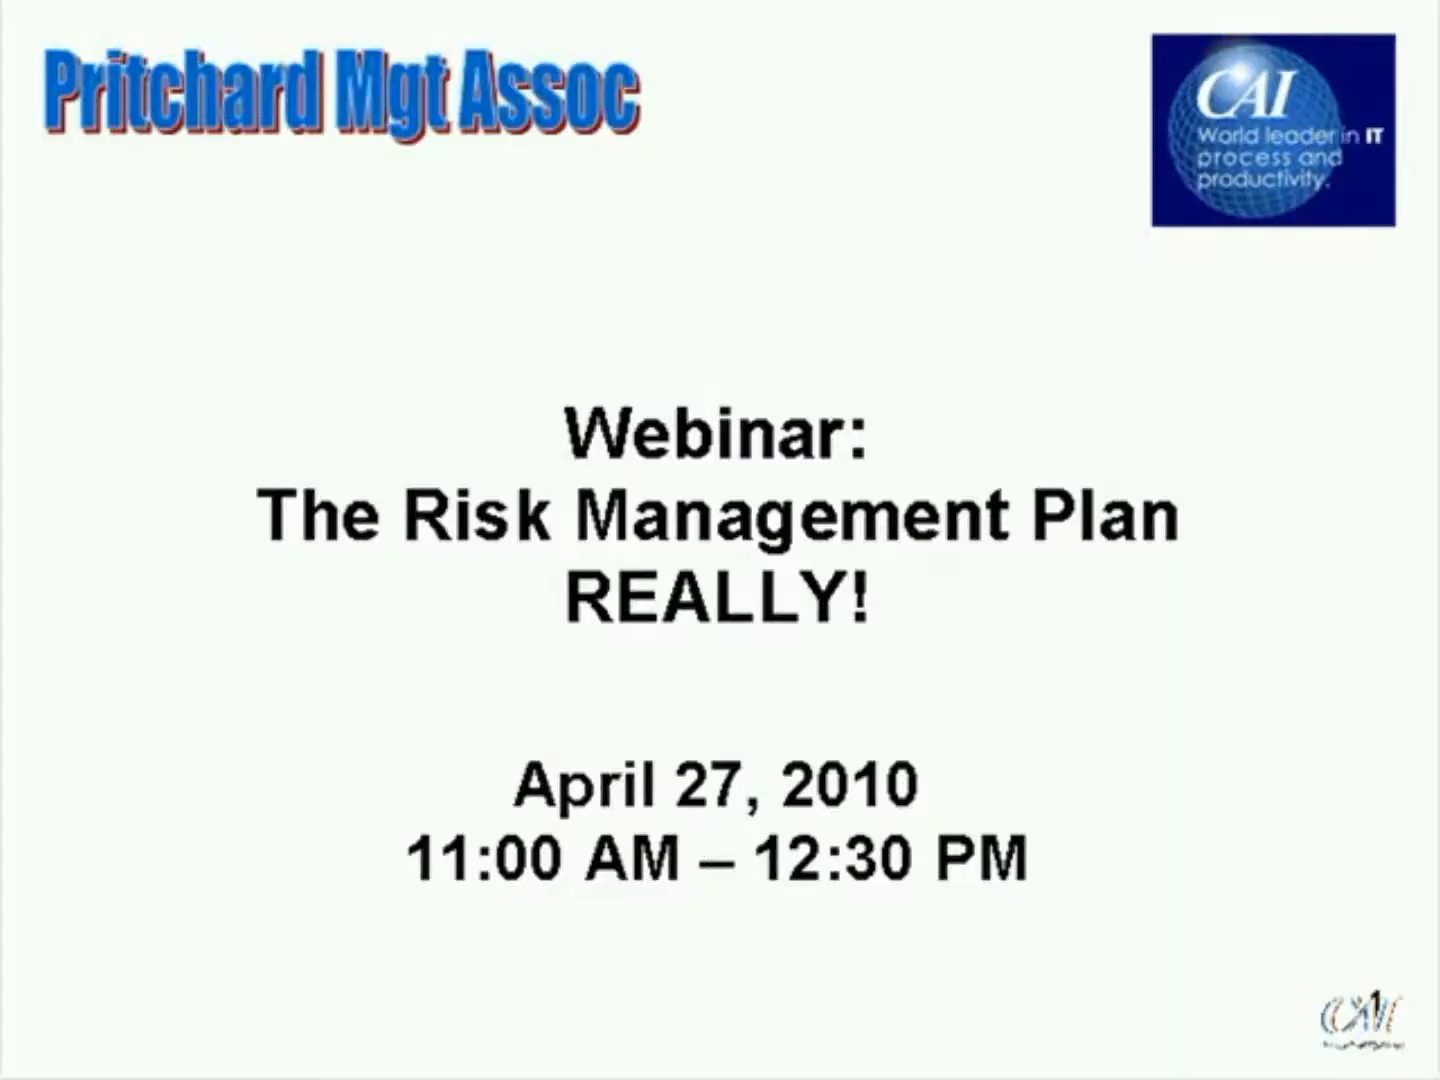 Pritchard Mgt Assoc
CAI
World leader in IT
process and
productivity.
Webinar:
The Risk Management Plan
REALLY!
April 27, 2010
11:00 AM – 12:30 PM
1